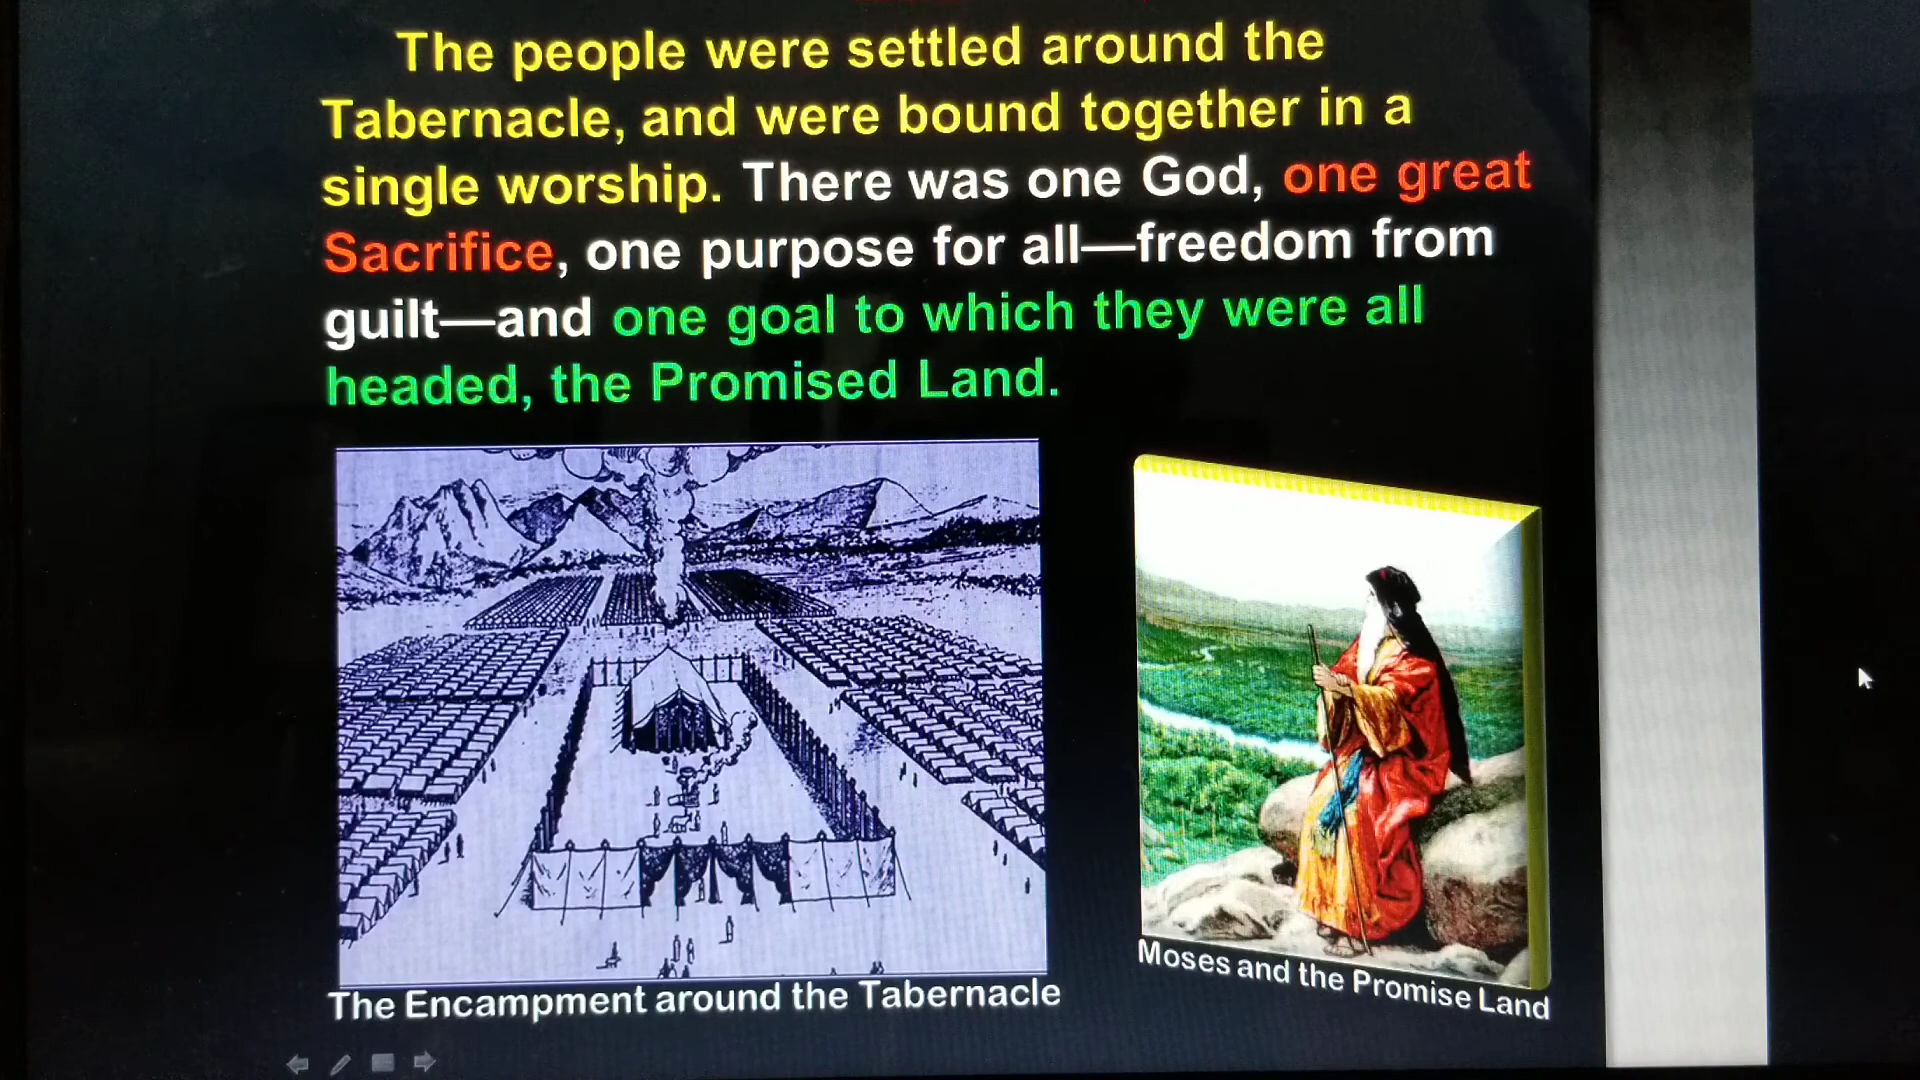 The people were settled around the
Tabernacle, and were bound together in a
single worship. There was one God, one great
Sacrifice, one purpose for all—freedom from
guilt—and one goal to which they were all
headed, the Promised Land.
The Encampment around the Tabernacle
Moses and the Promise Land